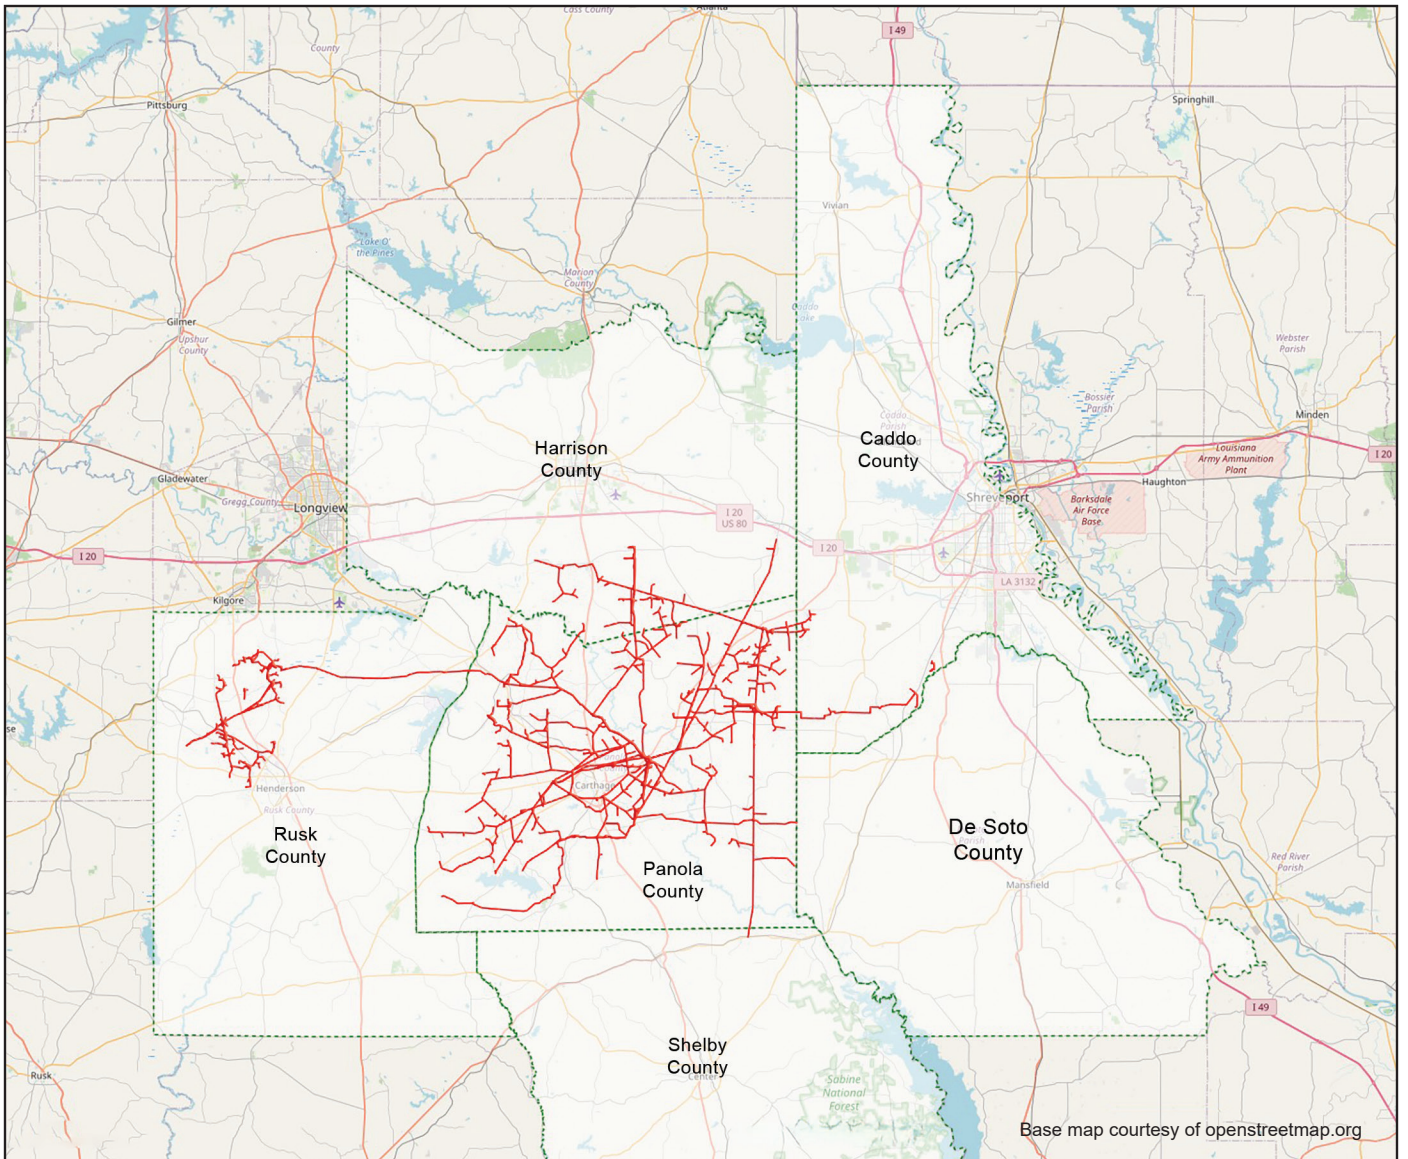 Cass County
Atlanta
I 49
County
Pittsburg
Springhill
Vivian
Lake O'
the Pines
Marion
County
Caddo
Lake
Gilmer
Upshur
County
Webster
Parish
Bossier
Parish
Minden
Caddo
Parish
Caddo
County
Harrison
County
Louisiana
Army Ammunition
Plant
I 20
Gladewater
Haughton
Gregg County
Longview
Shreveport
Barksdale
Air Force
Base
I 20
US 80
I 20
I 20
LA 3132
Kilgore
se
Henderson
Carthage
Rusk County
Rusk
County
De Soto
Parish
County
Panola
County
Mansfield
Red River
Parish
I 49
Shelby
County
Center
Rusk
Sabine
National
Forest
Base map courtesy of openstreetmap.org